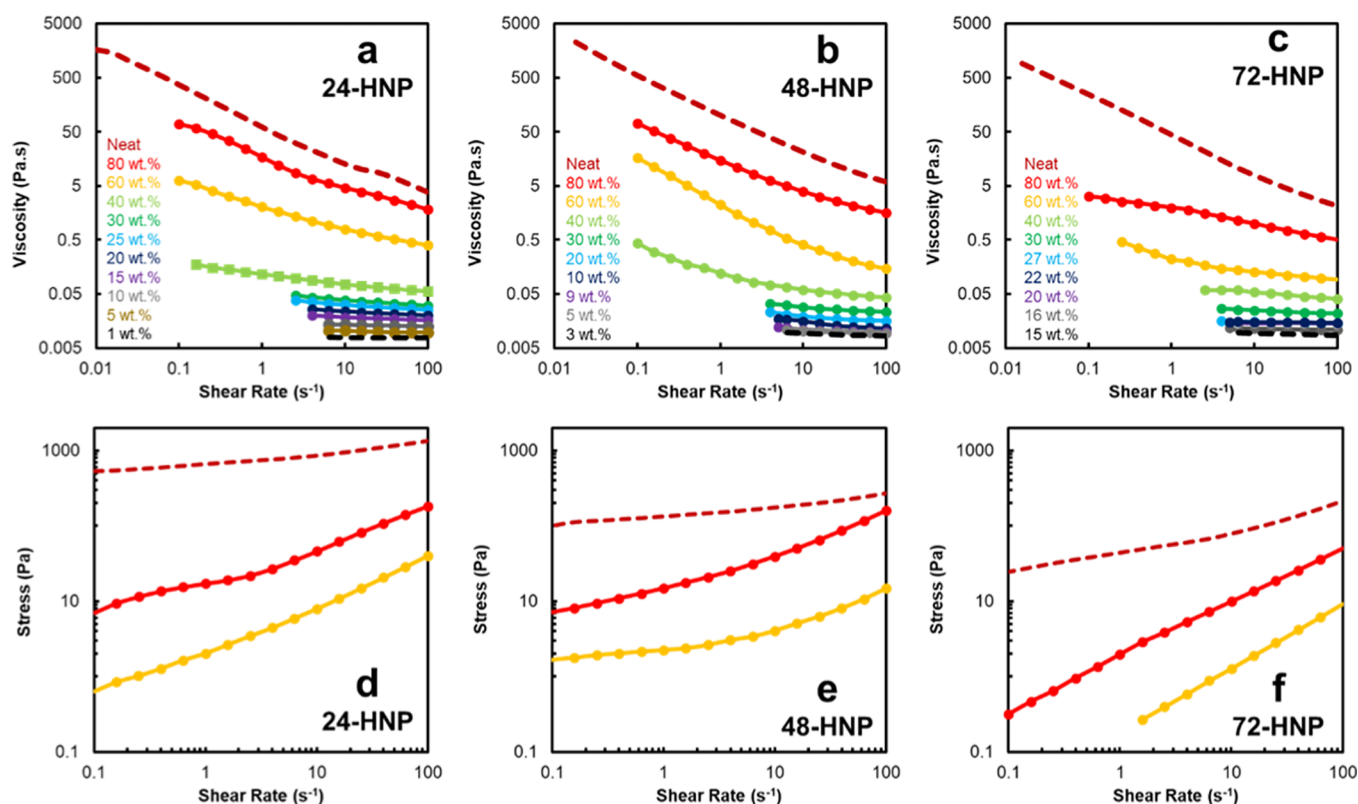 5000
500
50
5
0.5
0.05
0.005
Viscosity (Pa.s)
a
24-HNP
Neat
80 wt.%
60 wt.%
40 wt.%
30 wt.%
25 wt.%
20 wt.%
15 wt.%
10 wt.%
5 wt.%
1 wt.%
0.01 0.1 1 10 100
Shear Rate (s⁻¹)
5000
500
50
5
0.5
0.05
0.005
Viscosity (Pa.s)
b
48-HNP
Neat
80 wt.%
60 wt.%
40 wt.%
30 wt.%
20 wt.%
10 wt.%
9 wt.%
5 wt.%
3 wt.%
0.01 0.1 1 10 100
Shear Rate (s⁻¹)
5000
500
50
5
0.5
0.05
0.005
Viscosity (Pa.s)
c
72-HNP
Neat
80 wt.%
60 wt.%
40 wt.%
30 wt.%
27 wt.%
22 wt.%
20 wt.%
16 wt.%
15 wt.%
0.01 0.1 1 10 100
Shear Rate (s⁻¹)
1000
10
0.1
Stress (Pa)
d
24-HNP
0.1 1 10 100
Shear Rate (s⁻¹)
1000
10
0.1
Stress (Pa)
e
48-HNP
0.1 1 10 100
Shear Rate (s⁻¹)
1000
10
0.1
Stress (Pa)
f
72-HNP
0.1 1 10 100
Shear Rate (s⁻¹)